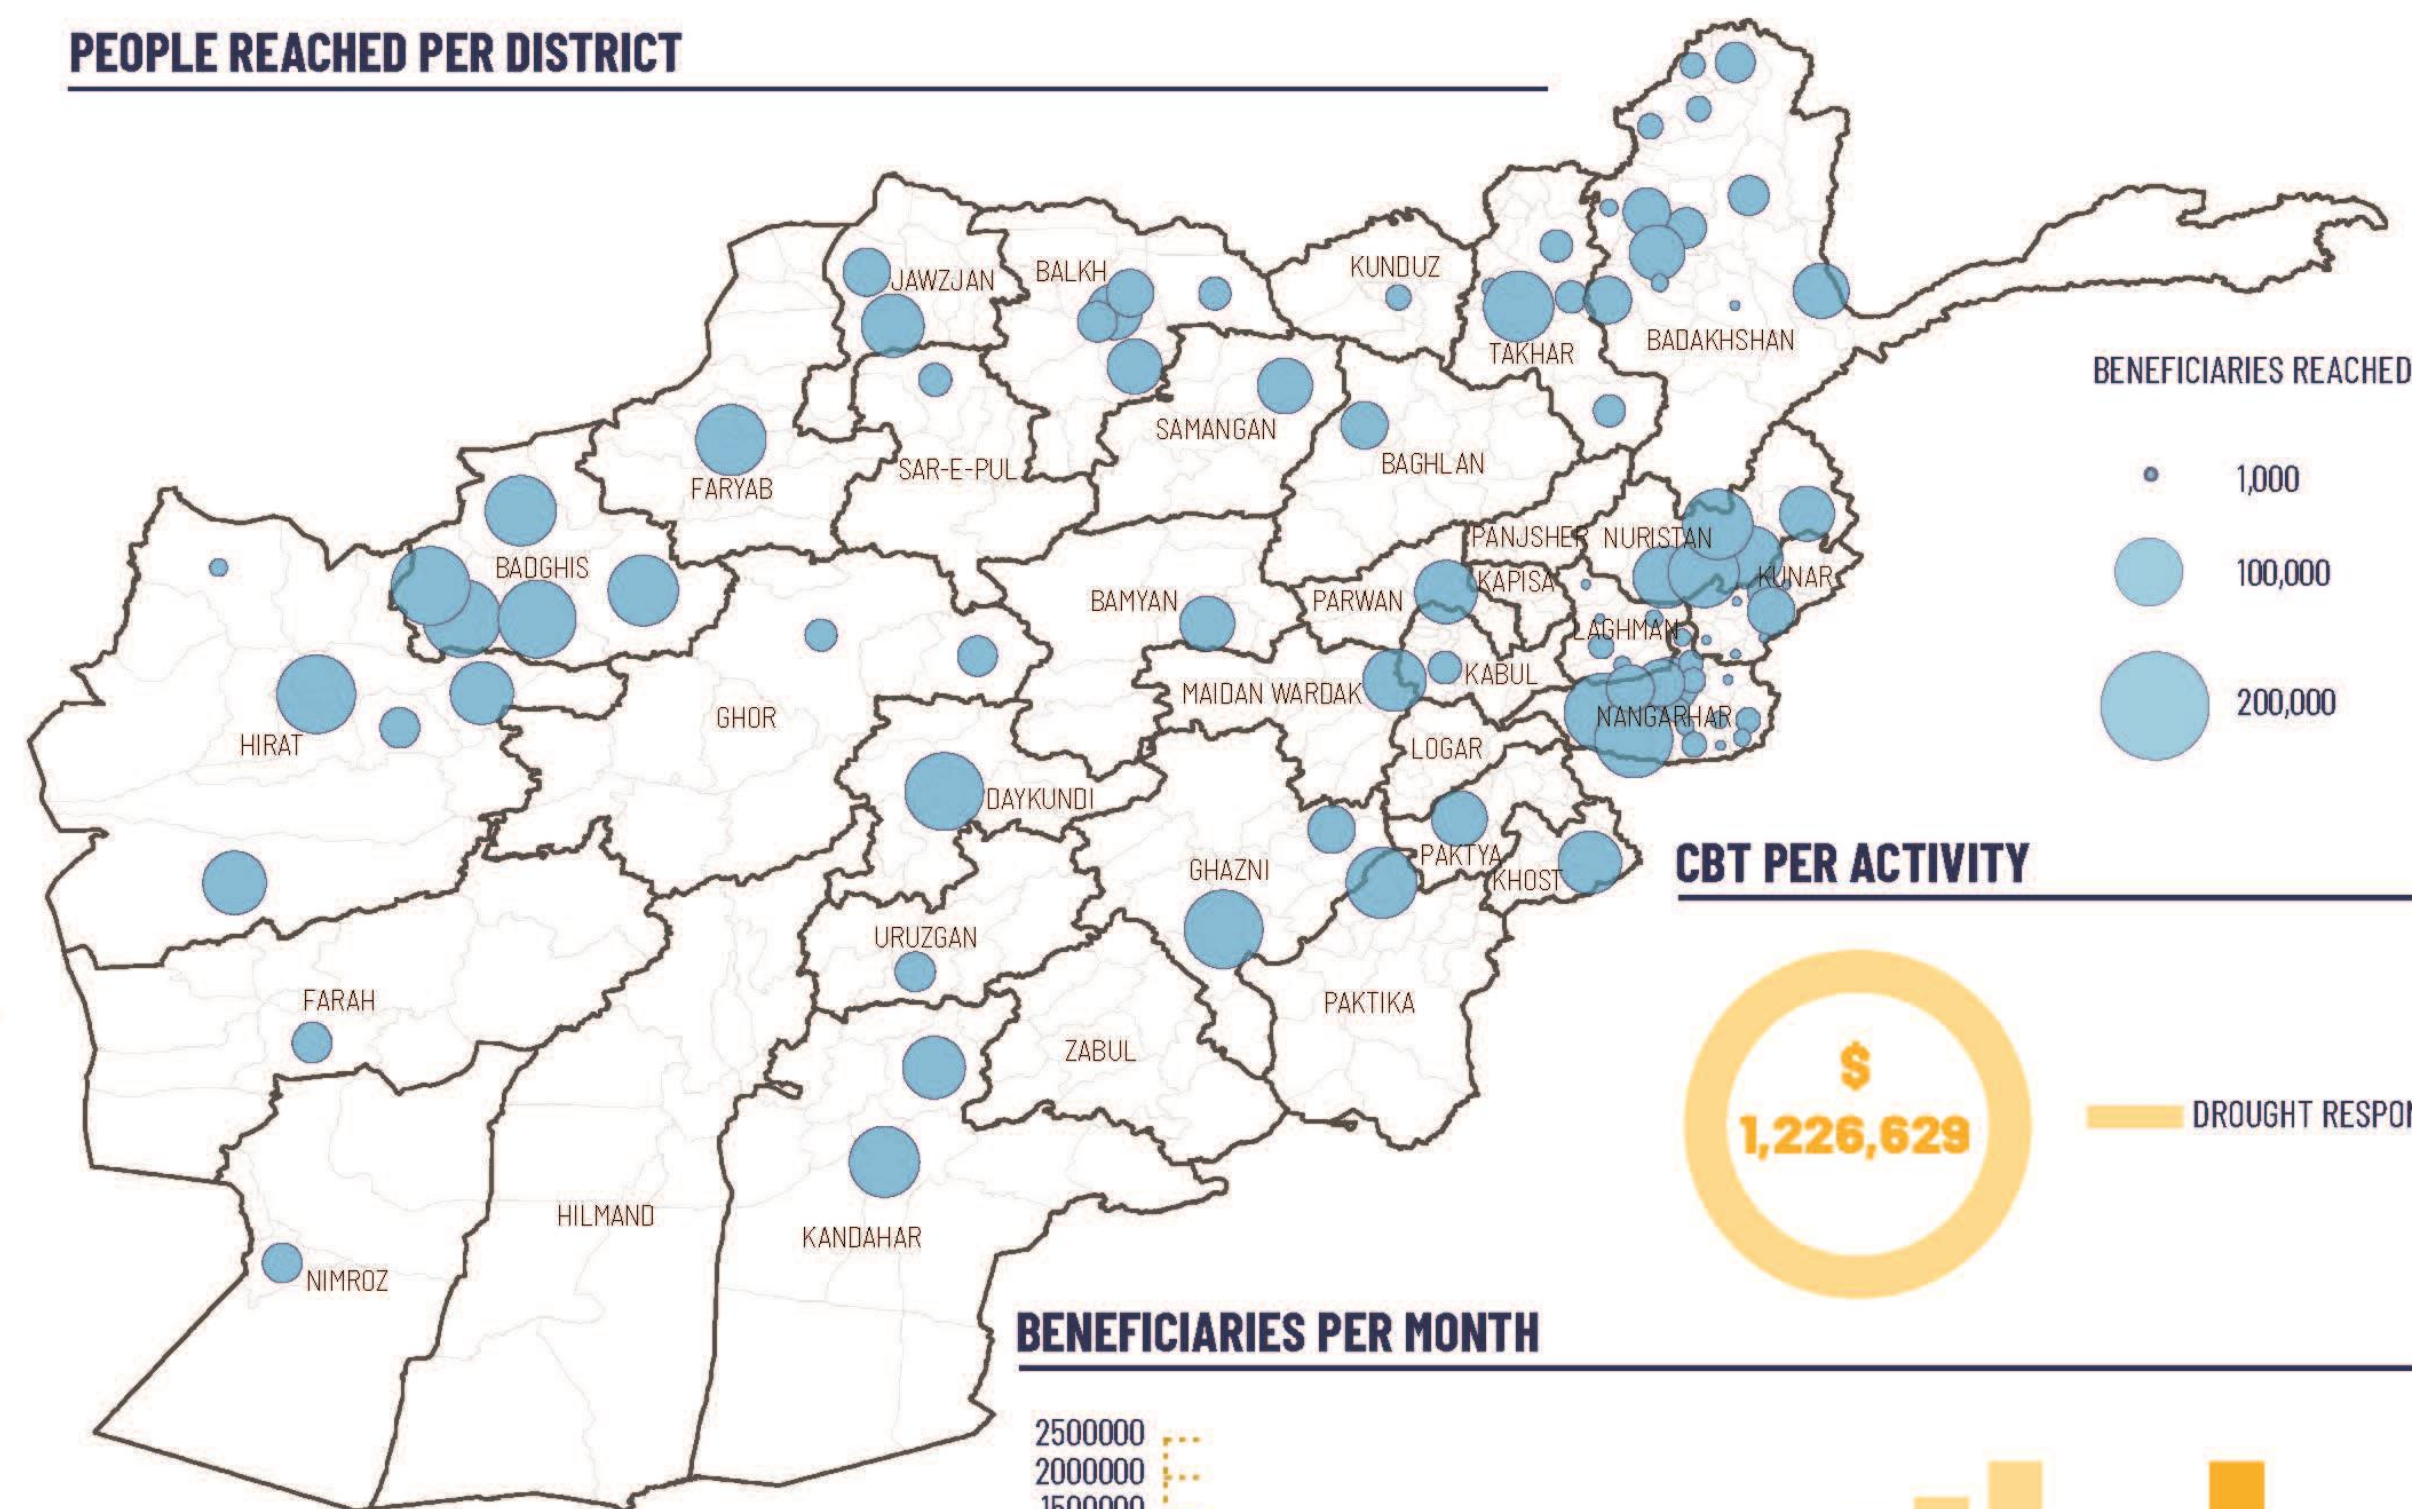 PEOPLE REACHED PER DISTRICT
JAWZJAN
BALKH
KUNDUZ
TAKHAR
BADAKHSHAN
BENEFICIARIES REACHED
SAMANGAN
BAGHLAN
SAR-E-PUL
FARYAB
1,000
PANJSHER
NURISTAN
BADGHIS
100,000
KUNAR
KAPISA
BAMYAN
PARWAN
LAGHMAN
KABUL
MAIDAN WARDAK
200,000
GHOR
NANGARHAR
HIRAT
LOGAR
DAYKUNDI
PAKTYA
GHAZNI
KHOST
CBT PER ACTIVITY
URUZGAN
FARAH
PAKTIKA
ZABUL
$
1,226,629
DROUGHT RESPON
HILMAND
KANDAHAR
NIMROZ
BENEFICIARIES PER MONTH
2500000
2000000
1500000